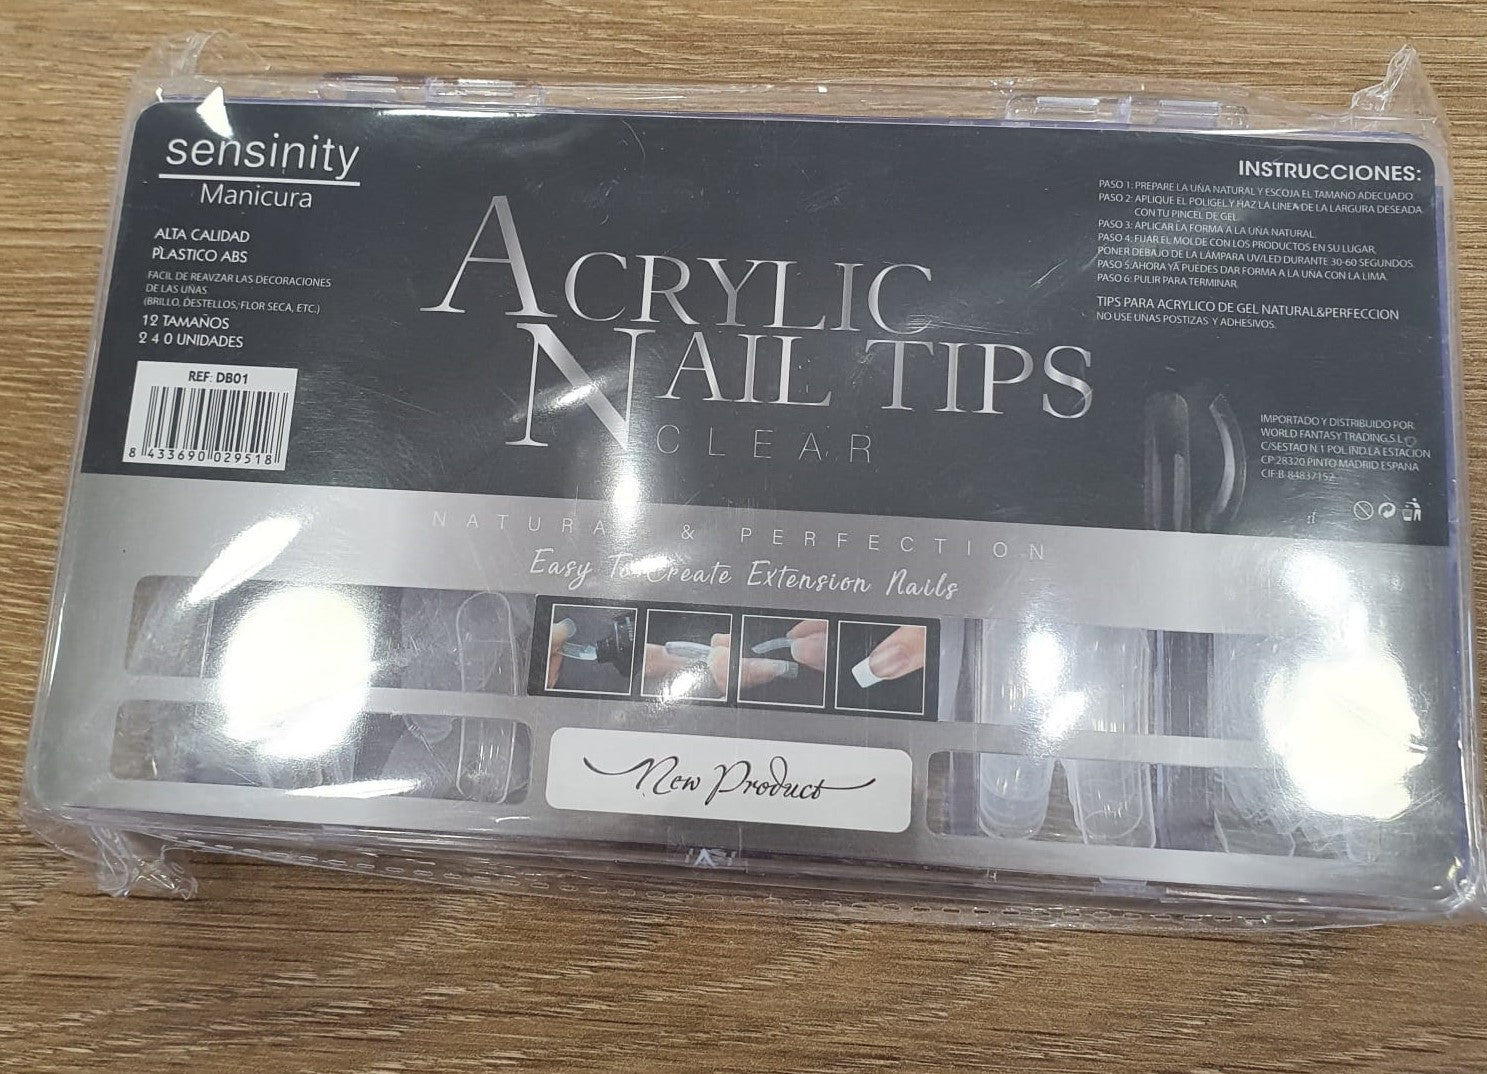 sensinity
Manicura
ALTA CALIDAD
PLASTICO ABS
FACIL DE REAVZAR LAS DECORACIONES
DE LAS UÑAS
(BRILLO, DESTELLOS, FLOR SECA, ETC.)
12 TAMAÑOS
2 4 0 UNIDADES
REF: DB01
8 433690 029518
ACRYLIC
NAIL TIPS
CLEAR
INSTRUCCIONES:
PASO 1: PREPARE LA UÑA NATURAL Y ESCOJA EL TAMAÑO ADECUADO
PASO 2: APLIQUE EL POLIGEL Y HAZ LA LINEA DE LA LARGURA DESEADA
CON TU PINCEL DE GEL.
PASO 3: APLICAR LA FORMA A LA UÑA NATURAL.
PASO 4: FIJAR EL MOLDE CON LOS PRODUCTOS EN SU LUGAR,
PONER DEBAJO DE LA LÁMPARA UV/LED DURANTE 30-60 SEGUNDOS.
PASO 5: AHORA YA PUEDES DAR FORMA A LA UÑA CON LA LIMA
PASO 6: PULIR PARA TERMINAR.
TIPS PARA ACRYLICO DE GEL NATURAL&PERFECCION
NO USE UÑAS POSTIZAS Y ADHESIVOS.
IMPORTADO Y DISTRIBUIDO POR:
WORLD FANTASY TRADING,S.L
C/SESTAO N.1 POL.IND.LA ESTACION
CP:28320 PINTO MADRID ESPANA
CIF:B-84837152
NATURAL & PERFECTION
Easy To Create Extension Nails
New Product